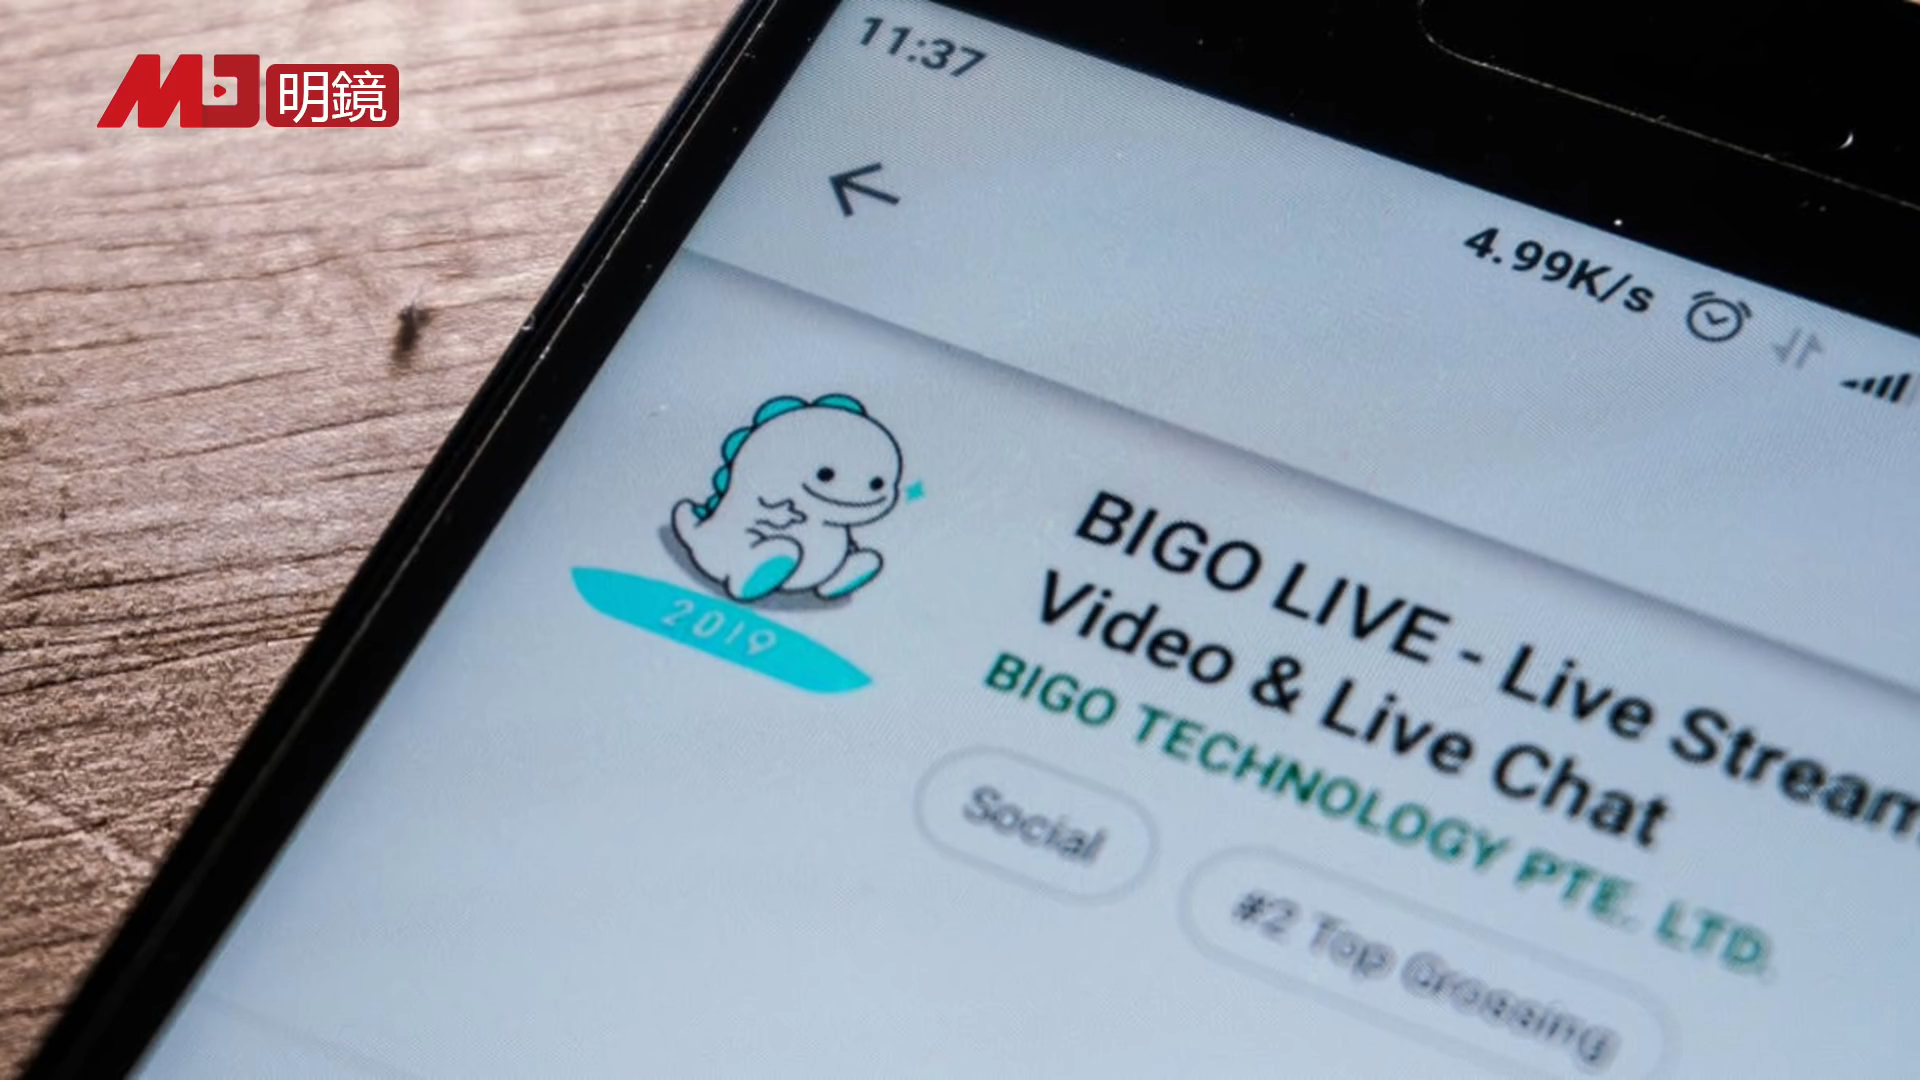 明鏡
11:37
4.99K/s
2019
BIGO LIVE - Live Stream
Video & Live Chat
BIGO TECHNOLOGY PTE. LTD.
Social
#2 Top Grossing